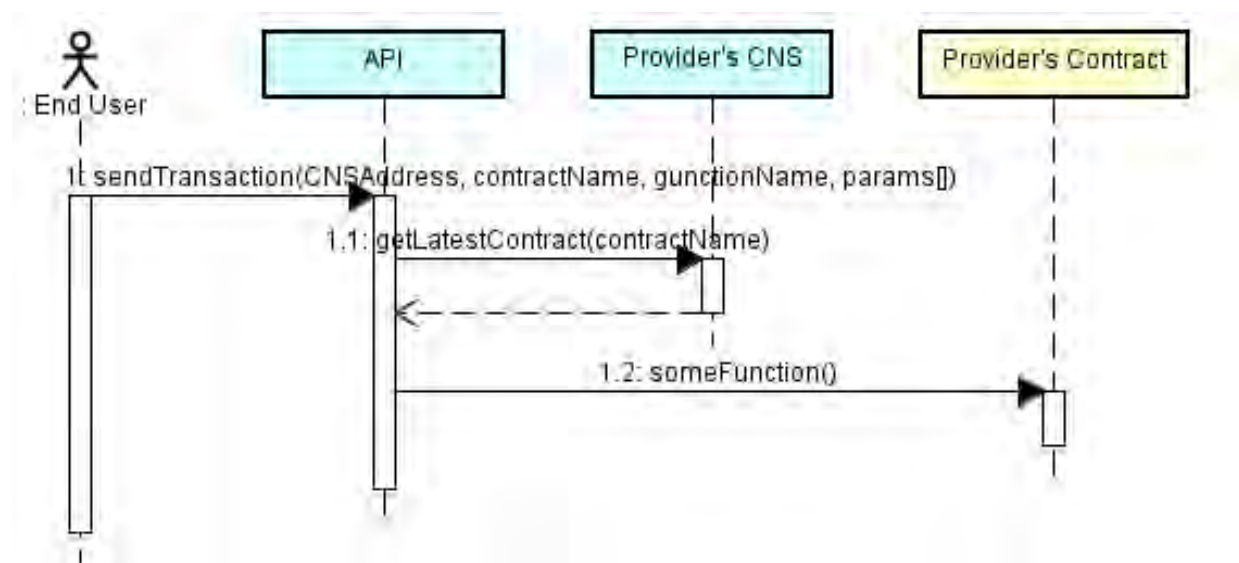 API
Provider's CNS
Provider's Contract
: End User
1: sendTransaction(CNSAddress, contractName, gunctionName, params[])
1.1: getLatestContract(contractName)
1.2: someFunction()